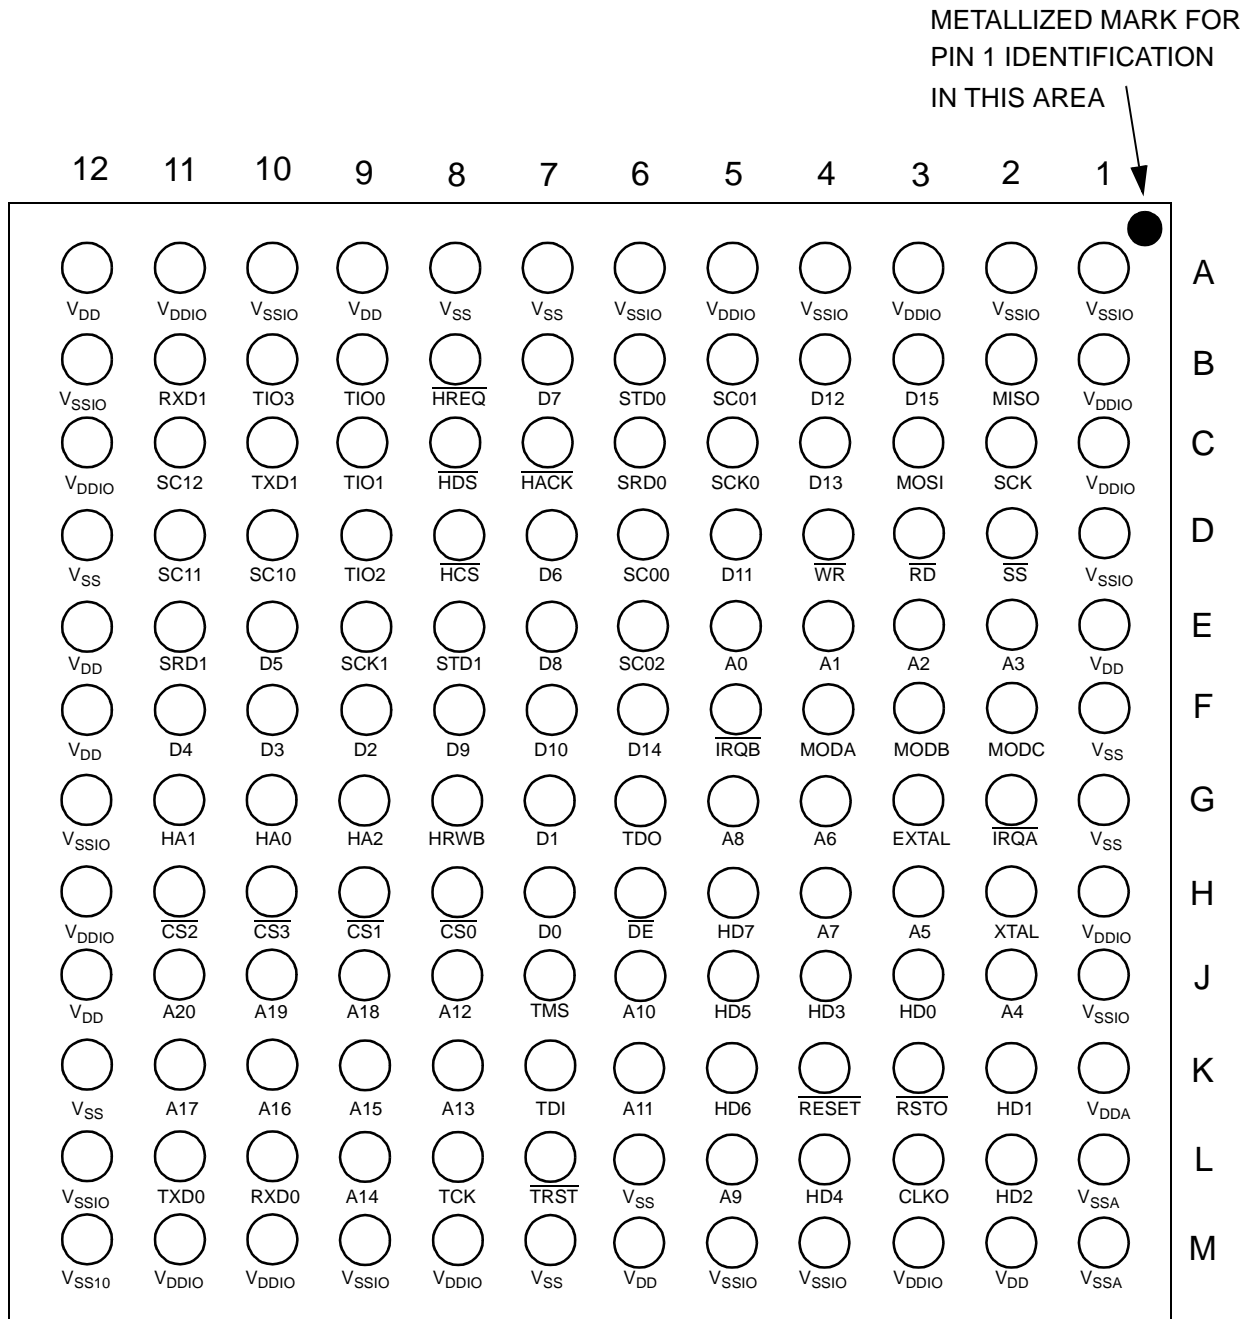 METALLIZED MARK FOR
PIN 1 IDENTIFICATION
IN THIS AREA
12 11 10 9 8 7 6 5 4 3 2 1
A
VDD VDDIO VSSIO VDD VSS VSS VSSIO VDDIO VSSIO VDDIO VSSIO VSSIO
B
VSSIO RXD1 TIO3 TIO0 HREQ D7 STD0 SC01 D12 D15 MISO VDDIO
C
VDDIO SC12 TXD1 TIO1 HDS HACK SRD0 SCK0 D13 MOSI SCK VDDIO
D
VSS SC11 SC10 TIO2 HCS D6 SC00 D11 WR RD SS VSSIO
E
VDD SRD1 D5 SCK1 STD1 D8 SC02 A0 A1 A2 A3 VDD
F
VDD D4 D3 D2 D9 D10 D14 IRQB MODA MODB MODC VSS
G
VSSIO HA1 HA0 HA2 HRWB D1 TDO A8 A6 EXTAL IRQA VSS
H
VDDIO CS2 CS3 CS1 CS0 D0 DE HD7 A7 A5 XTAL VDDIO
J
VDD A20 A19 A18 A12 TMS A10 HD5 HD3 HD0 A4 VSSIO
K
VSS A17 A16 A15 A13 TDI A11 HD6 RESET RSTO HD1 VDDA
L
VSSIO TXD0 RXD0 A14 TCK TRST VSS A9 HD4 CLKO HD2 VSSA
M
VSS10 VDDIO VDDIO VSSIO VDDIO VSS VDD VSSIO VSSIO VDDIO VDD VSSA